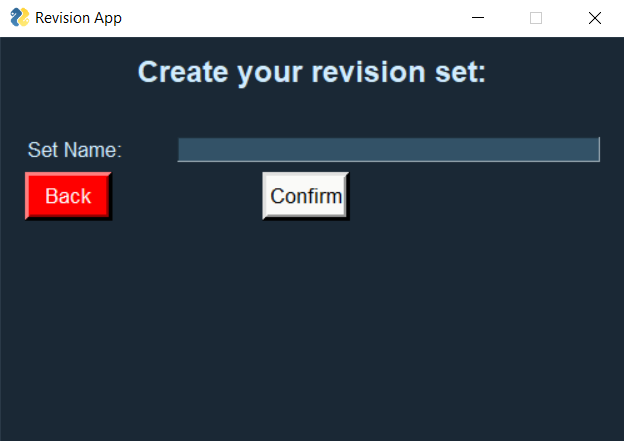 Revision App
Create your revision set:
Set Name:
Back Confirm